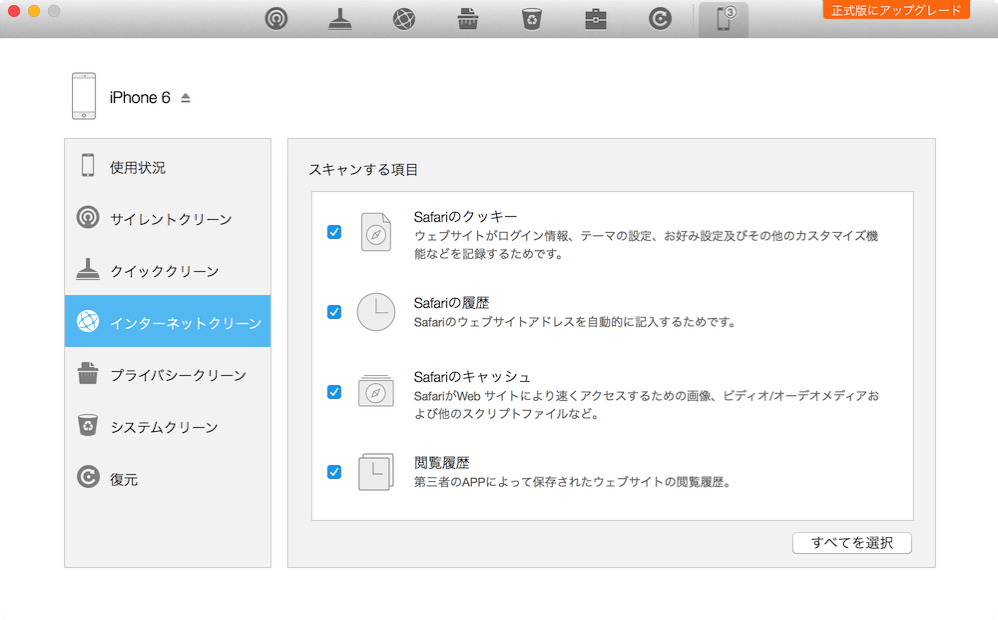 正式版にアップグレード
3
iPhone 6
使用状況
サイレントクリーン
クイッククリーン
インターネットクリーン
プライバシークリーン
システムクリーン
復元
スキャンする項目
Safariのクッキー
ウェブサイトがログイン情報、テーマの設定、お好み設定及びその他のカスタマイズ機
能などを記録するためです。
Safariの履歴
Safariのウェブサイトアドレスを自動的に記入するためです。
Safariのキャッシュ
SafariがWeb サイトにより速くアクセスするための画像、ビディオ/オーデオメディアお
よび他のスクリプトファイルなど。
閲覧履歴
第三者のAPPによって保存されたウェブサイトの閲覧履歴。
すべてを選択